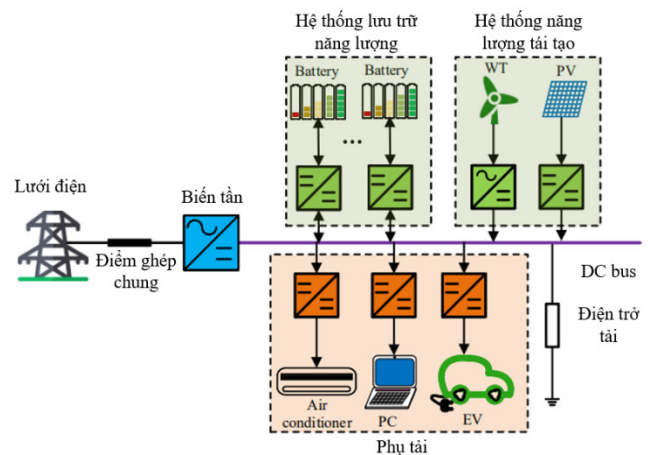 Hệ thống lưu trữ
năng lượng
Hệ thống năng
lượng tái tạo
Battery
Battery
WT
PV
...
Lưới điện
Biến tần
Điểm ghép
chung
DC bus
Điện trở
tải
Air
conditioner
PC
EV
Phụ tải